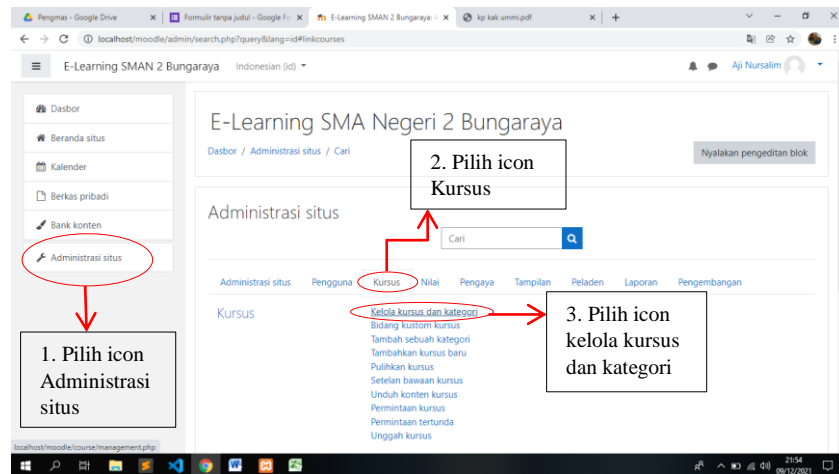 Pengmas - Google Drive
Formulir tanpa judul - Google Fo
E-Learning SMAN 2 Bungaraya: A
kp kak ummi.pdf
localhost/moodle/admin/search.php?query&lang=id#linkcourses
E-Learning SMAN 2 Bungaraya
Indonesian (id)
Aji Nursalim
Dasbor
Beranda situs
Kalender
Berkas pribadi
Bank konten
Administrasi situs
E-Learning SMA Negeri 2 Bungaraya
Dasbor / Administrasi situs / Cari
Nyalakan pengeditan blok
2. Pilih icon
Kursus
Administrasi situs
Cari
Administrasi situs Pengguna Kursus Nilai Pengaya Tampilan Peladen Laporan Pengembangan
Kursus
Kelola kursus dan kategori
Bidang kustom kursus
Tambah sebuah kategori
Tambahkan kursus baru
Pulihkan kursus
Setelan bawaan kursus
Unduh konten kursus
Permintaan kursus
Permintaan tertunda
Unggah kursus
3. Pilih icon
kelola kursus
dan kategori
1. Pilih icon
Administrasi
situs
localhost/moodle/course/management.php
21:54
09/12/2021